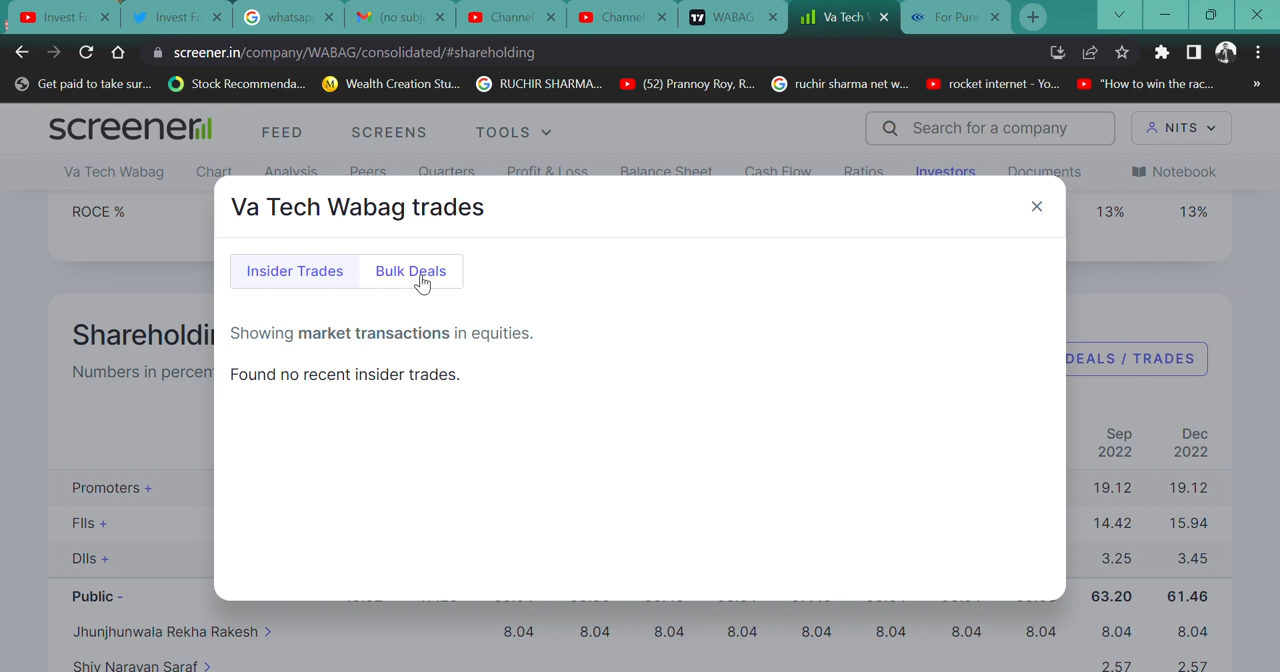 Invest Fo
Invest Fo
whatsap
(no subj
Channel
Channel
WABAG
Va Tech
For Pure
screener.in/company/WABAG/consolidated/#shareholding
Get paid to take sur...
Stock Recommenda...
Wealth Creation Stu...
RUCHIR SHARMA...
(52) Prannoy Roy, R...
ruchir sharma net w...
rocket internet - Yo...
"How to win the rac...
»
screener
FEED
SCREENS
TOOLS
Search for a company
NITS
Va Tech Wabag
Chart
Analysis
Peers
Quarters
Profit & Loss
Balance Sheet
Cash Flow
Ratios
Investors
Documents
Notebook
ROCE %
13%
13%
Va Tech Wabag trades
Insider Trades
Bulk Deals
Showing market transactions in equities.
Found no recent insider trades.
Shareholdi
Numbers in percen
DEALS / TRADES
Sep
2022
Dec
2022
Promoters +
19.12
19.12
FIIs +
14.42
15.94
DIIs +
3.25
3.45
Public -
63.20
61.46
Jhunjhunwala Rekha Rakesh >
8.04
8.04
8.04
8.04
8.04
8.04
8.04
8.04
8.04
8.04
Shiv Narayan Saraf >
2.57
2.57